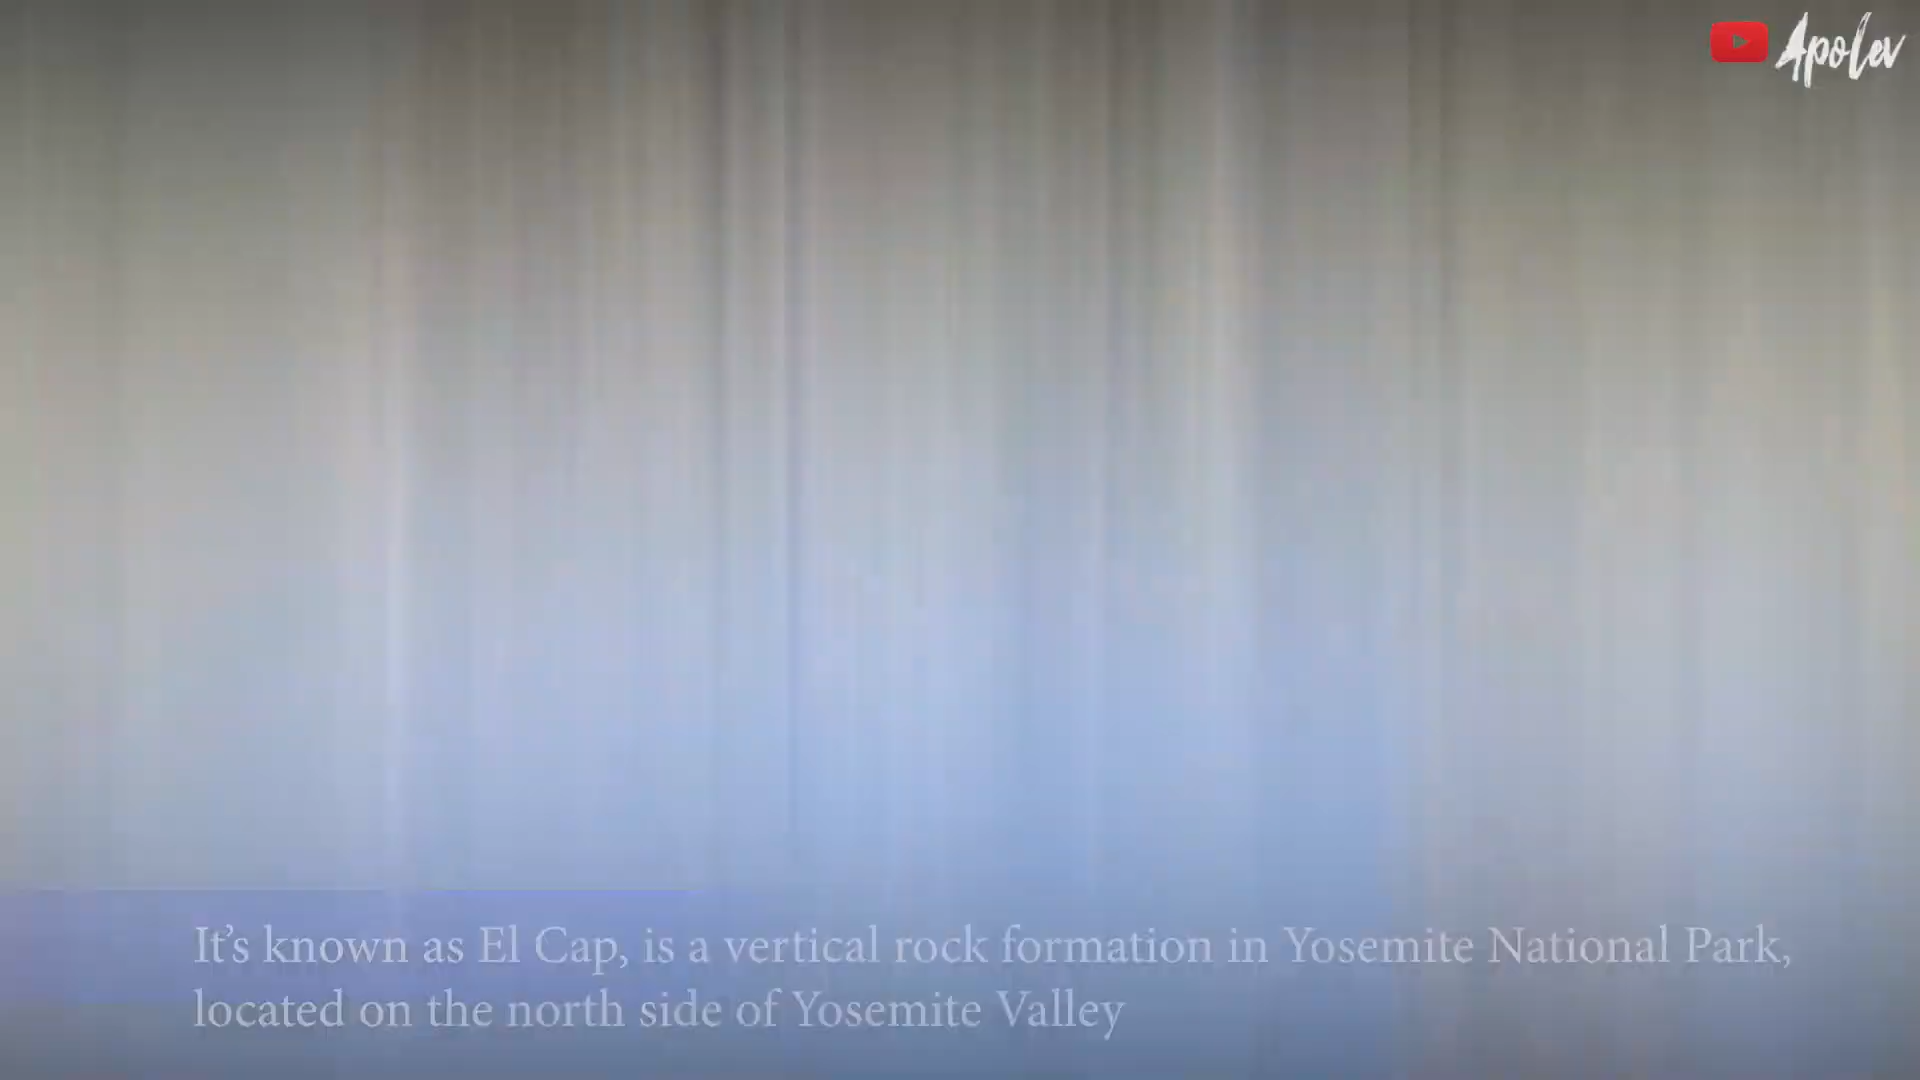 Apolev
It’s known as El Cap, is a vertical rock formation in Yosemite National Park,
located on the north side of Yosemite Valley